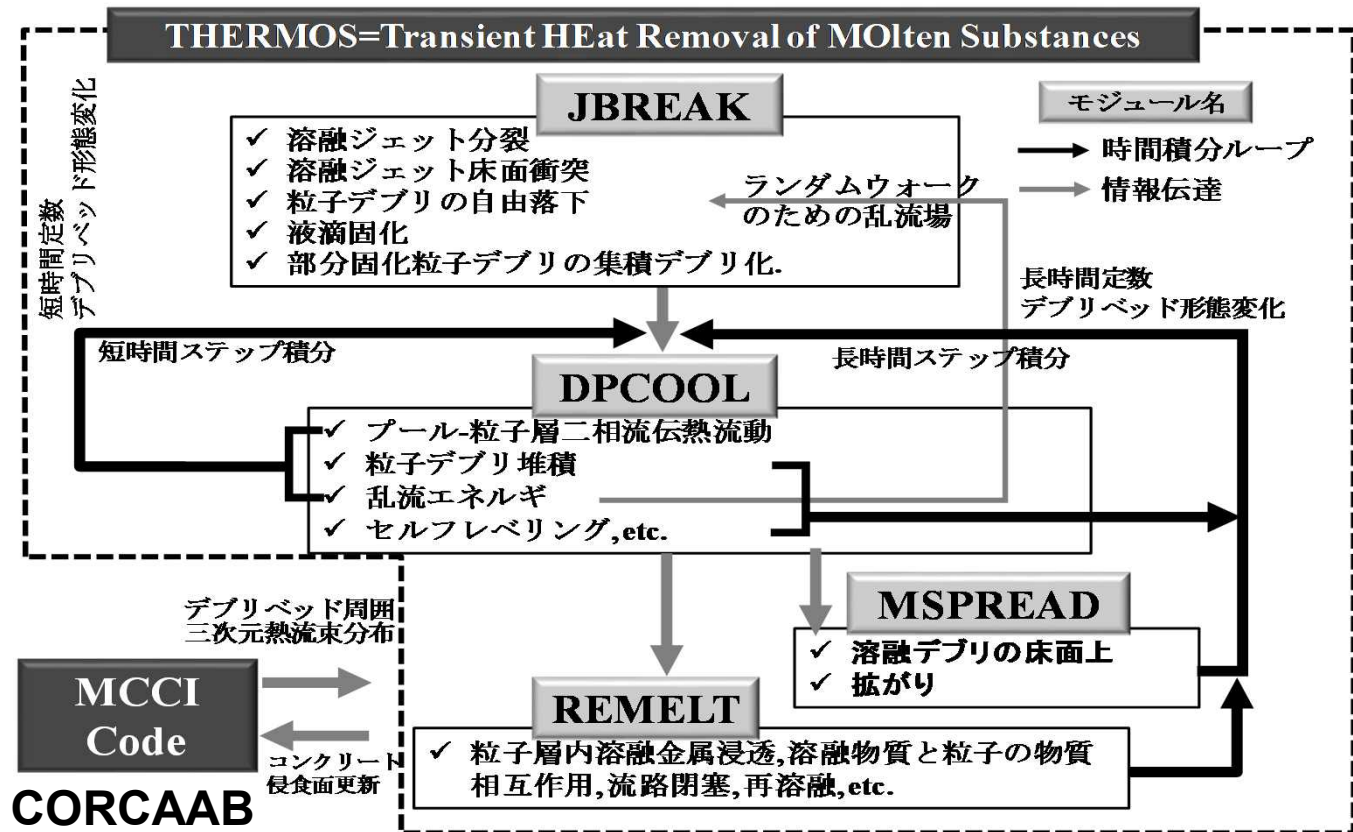 THERMOS=Transient HEat Removal of MOlten Substances
JBREAK
モジュール名
時間積分ループ
情報伝達
✓ 溶融ジェット分裂
✓ 溶融ジェット床面衝突
✓ 粒子デブリの自由落下
✓ 液滴固化
✓ 部分固化粒子デブリの集積デブリ化.
ランダムウォーク
のための乱流場
短時間定数
デブリベッド形態変化
長時間定数
デブリベッド形態変化
短時間ステップ積分
長時間ステップ積分
DPCOOL
✓ プール-粒子層二相流伝熱流動
✓ 粒子デブリ堆積
✓ 乱流エネルギ
✓ セルフレベリング,etc.
MSPREAD
✓ 溶融デブリの床面上
✓ 拡がり
デブリベッド周囲
三次元熱流束分布
MCCI
Code
コンクリート
侵食面更新
CORCAAB
REMELT
✓ 粒子層内溶融金属浸透,溶融物質と粒子の物質
相互作用,流路閉塞,再溶融,etc.